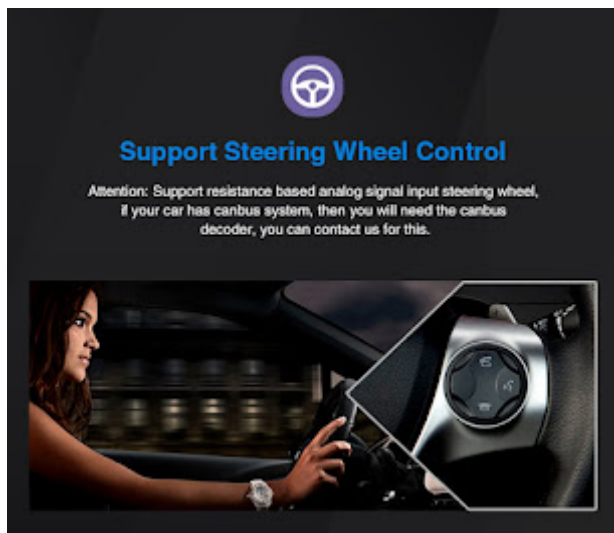 Support Steering Wheel Control
Attention: Support resistance based analog signal input steering wheel,
if your car has canbus system, then you will need the canbus
decoder, you can contact us for this.